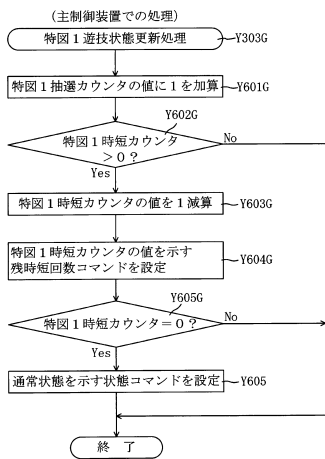 (主制御装置での処理)
特図1遊技状態更新処理
Y303G
特図1抽選カウンタの値に1を加算
Y601G
Y602G
特図1時短カウンタ
>0?
No
Yes
特図1時短カウンタの値を1減算
Y603G
特図1時短カウンタの値を示す
残時短回数コマンドを設定
Y604G
Y605G
特図1時短カウンタ=0?
No
Yes
通常状態を示す状態コマンドを設定
Y605
終了